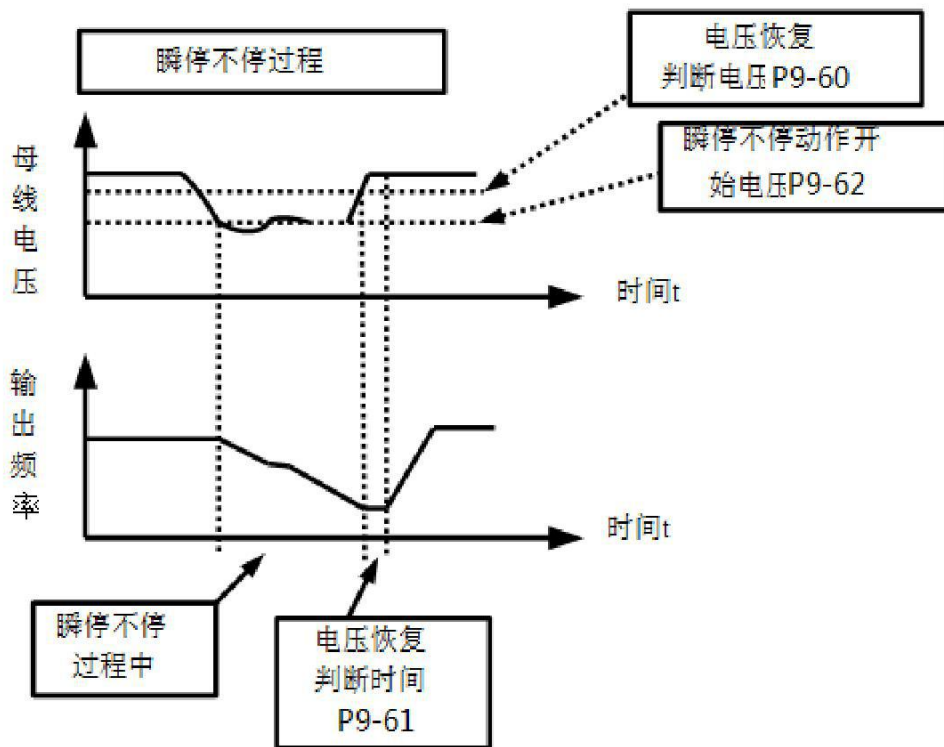 瞬停不停过程
电压恢复
判断电压P9-60
瞬停不停动作开
始电压P9-62
母
线
电
压
时间t
输
出
频
率
时间t
瞬停不停
过程中
电压恢复
判断时间
P9-61